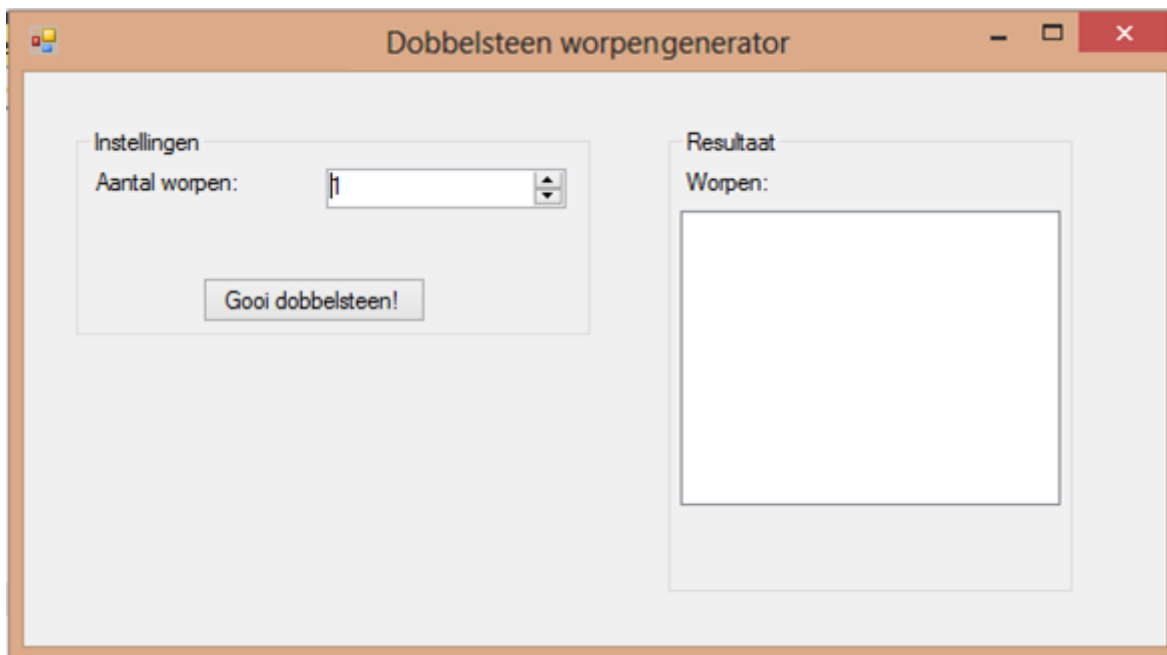 Dobbelsteen worpengenerator
Instellingen
Aantal worpen:
1
Gooi dobbelsteen!
Resultaat
Worpen: